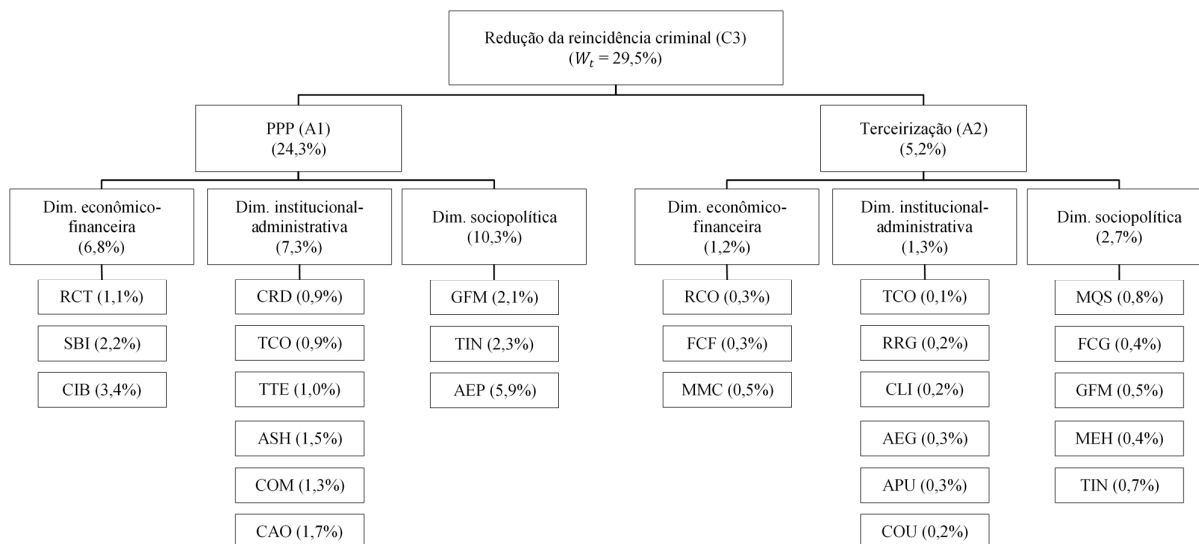 Redução da reincidência criminal (C3)
(W_t = 29,5%)
PPP (A1)
(24,3%)
Terceirização (A2)
(5,2%)
Dim. econômico-
financeira
(6,8%)
Dim. institucional-
administrativa
(7,3%)
Dim. sociopolítica
(10,3%)
Dim. econômico-
financeira
(1,2%)
Dim. institucional-
administrativa
(1,3%)
Dim. sociopolítica
(2,7%)
RCT (1,1%)
CRD (0,9%)
GFM (2,1%)
RCO (0,3%)
TCO (0,1%)
MQS (0,8%)
SBI (2,2%)
TCO (0,9%)
TIN (2,3%)
FCF (0,3%)
RRG (0,2%)
FCG (0,4%)
CIB (3,4%)
TTE (1,0%)
AEP (5,9%)
MMC (0,5%)
CLI (0,2%)
GFM (0,5%)
ASH (1,5%)
AEG (0,3%)
MEH (0,4%)
COM (1,3%)
APU (0,3%)
TIN (0,7%)
CAO (1,7%)
COU (0,2%)